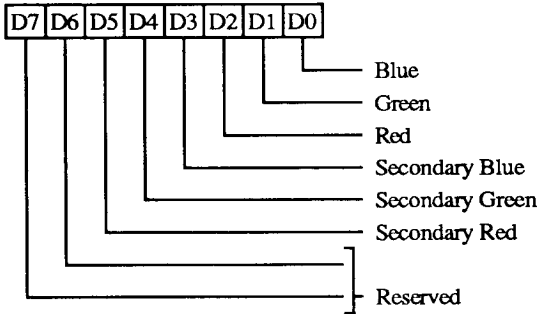 D7 D6 D5 D4 D3 D2 D1 D0
Blue
Green
Red
Secondary Blue
Secondary Green
Secondary Red
Reserved